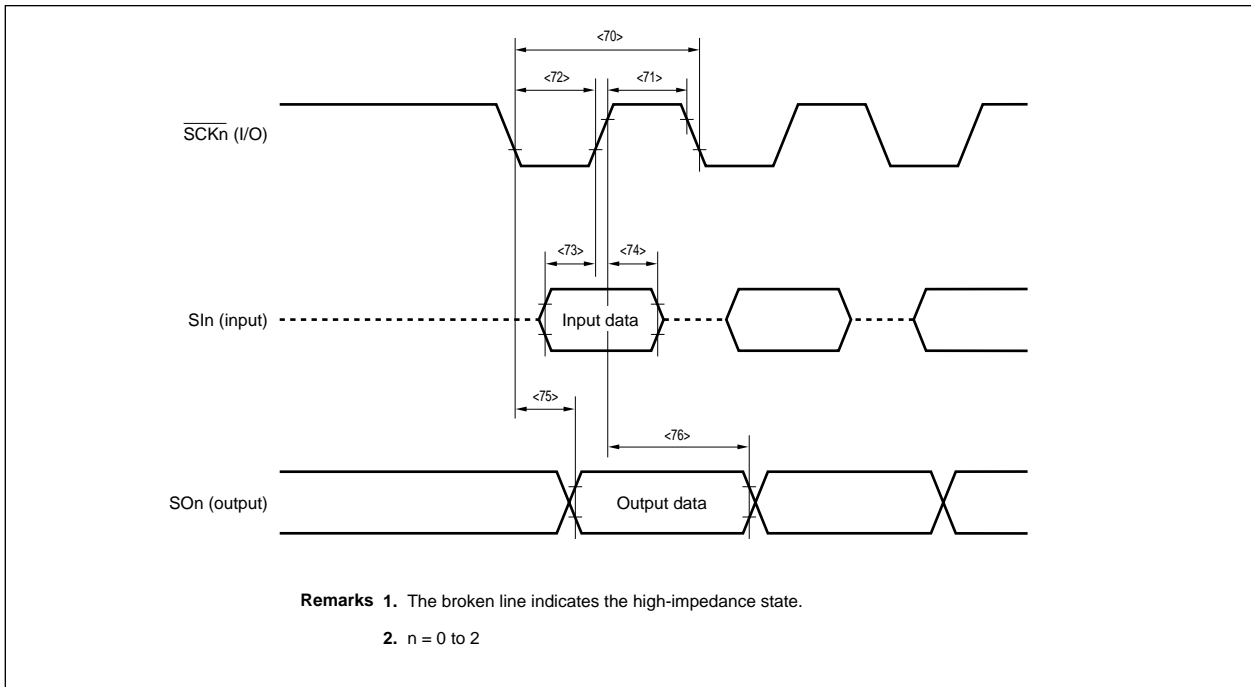 <70>
<72> <71>
SCKn (I/O)
<73> <74>
SIn (input)
Input data
<75>
<76>
SOn (output)
Output data
Remarks 1. The broken line indicates the high-impedance state.
2. n = 0 to 2